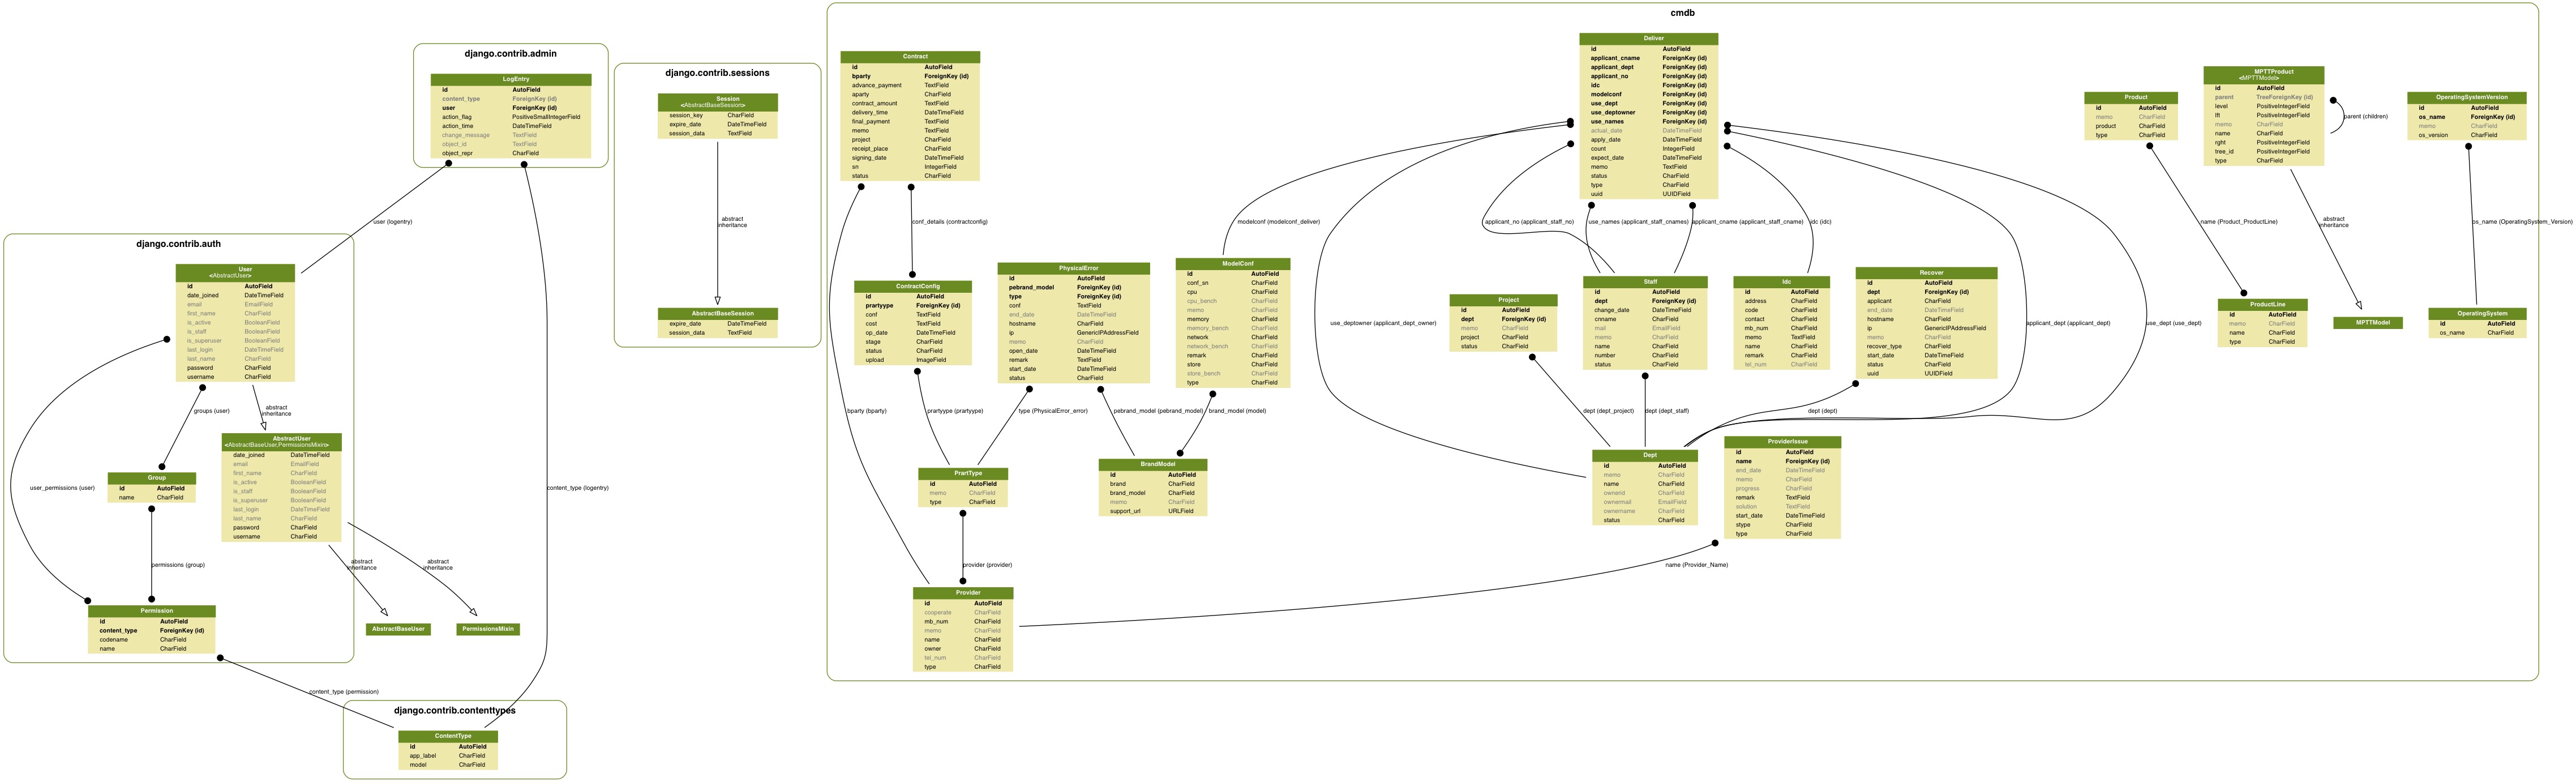 django.contrib.admin
LogEntry
id AutoField
content_type ForeignKey (id)
user ForeignKey (id)
action_flag PositiveSmallIntegerField
action_time DateTimeField
change_message TextField
object_id TextField
object_repr CharField
user (logentry)
content_type (logentry)
django.contrib.auth
User
<AbstractUser>
id AutoField
date_joined DateTimeField
email EmailField
first_name CharField
is_active BooleanField
is_staff BooleanField
is_superuser BooleanField
last_login DateTimeField
last_name CharField
password CharField
username CharField
groups (user)
abstract
inheritance
user_permissions (user)
AbstractUser
<AbstractBaseUser,PermissionsMixin>
date_joined DateTimeField
email EmailField
first_name CharField
is_active BooleanField
is_staff BooleanField
is_superuser BooleanField
last_login DateTimeField
last_name CharField
password CharField
username CharField
Group
id AutoField
name CharField
permissions (group)
abstract
inheritance
abstract
inheritance
Permission
id AutoField
content_type ForeignKey (id)
codename CharField
name CharField
AbstractBaseUser
PermissionsMixin
content_type (permission)
django.contrib.contenttypes
ContentType
id AutoField
app_label CharField
model CharField
django.contrib.sessions
Session
<AbstractBaseSession>
session_key CharField
expire_date DateTimeField
session_data TextField
abstract
inheritance
AbstractBaseSession
expire_date DateTimeField
session_data TextField
cmdb
Contract
id AutoField
bparty ForeignKey (id)
advance_payment TextField
aparty CharField
contract_amount TextField
delivery_time DateTimeField
final_payment TextField
memo TextField
project CharField
receipt_place CharField
signing_date DateTimeField
sn IntegerField
status CharField
conf_details (contractconfig)
bparty (bparty)
ContractConfig
id AutoField
prartyype ForeignKey (id)
conf TextField
cost TextField
op_date DateTimeField
stage CharField
status CharField
upload ImageField
prartyype (prartyype)
PhysicalError
id AutoField
pebrand_model ForeignKey (id)
type ForeignKey (id)
conf TextField
end_date DateTimeField
hostname CharField
ip GenericIPAddressField
memo CharField
open_date DateTimeField
remark TextField
start_date DateTimeField
status CharField
type (PhysicalError_error)
pebrand_model (pebrand_model)
ModelConf
id AutoField
conf_sn CharField
cpu CharField
cpu_bench CharField
memo CharField
memory CharField
memory_bench CharField
network CharField
network_bench CharField
remark CharField
store CharField
store_bench CharField
type CharField
brand_model (model)
PrartType
id AutoField
memo CharField
type CharField
provider (provider)
BrandModel
id AutoField
brand CharField
brand_model CharField
memo CharField
support_url URLField
Provider
id AutoField
cooperate CharField
mb_num CharField
memo CharField
name CharField
owner CharField
tel_num CharField
type CharField
Deliver
id AutoField
applicant_cname ForeignKey (id)
applicant_dept ForeignKey (id)
applicant_no ForeignKey (id)
idc ForeignKey (id)
modelconf ForeignKey (id)
use_dept ForeignKey (id)
use_deptowner ForeignKey (id)
use_names ForeignKey (id)
actual_date DateTimeField
apply_date DateTimeField
count IntegerField
expect_date DateTimeField
memo TextField
status CharField
type CharField
uuid UUIDField
modelconf (modelconf_deliver)
applicant_no (applicant_staff_no)
use_names (applicant_staff_cnames)
applicant_cname (applicant_staff_cname)
idc (idc)
use_deptowner (applicant_dept_owner)
applicant_dept (applicant_dept)
use_dept (use_dept)
Project
id AutoField
dept ForeignKey (id)
memo CharField
project CharField
status CharField
Staff
id AutoField
dept ForeignKey (id)
change_date DateTimeField
cnname CharField
mail EmailField
memo CharField
name CharField
number CharField
status CharField
Idc
id AutoField
address CharField
code CharField
contact CharField
mb_num CharField
memo TextField
name CharField
remark CharField
tel_num CharField
Recover
id AutoField
dept ForeignKey (id)
applicant CharField
end_date DateTimeField
hostname CharField
ip GenericIPAddressField
memo CharField
recover_type CharField
start_date DateTimeField
status CharField
uuid UUIDField
dept (dept_project)
dept (dept_staff)
dept (dept)
Dept
id AutoField
memo CharField
name CharField
ownerid CharField
ownermail EmailField
ownername CharField
status CharField
ProviderIssue
id AutoField
name ForeignKey (id)
end_date DateTimeField
memo CharField
progress CharField
remark TextField
solution TextField
start_date DateTimeField
stype CharField
type CharField
name (Provider_Name)
Product
id AutoField
memo CharField
product CharField
type CharField
name (Product_ProductLine)
ProductLine
id AutoField
memo CharField
name CharField
type CharField
MPTTProduct
<MPTTModel>
id AutoField
parent TreeForeignKey (id)
level PositiveIntegerField
lft PositiveIntegerField
memo CharField
name CharField
rght PositiveIntegerField
tree_id PositiveIntegerField
type CharField
parent (children)
abstract
inheritance
MPTTModel
OperatingSystemVersion
id AutoField
os_name ForeignKey (id)
memo CharField
os_version CharField
os_name (OperatingSystem_Version)
OperatingSystem
id AutoField
os_name CharField